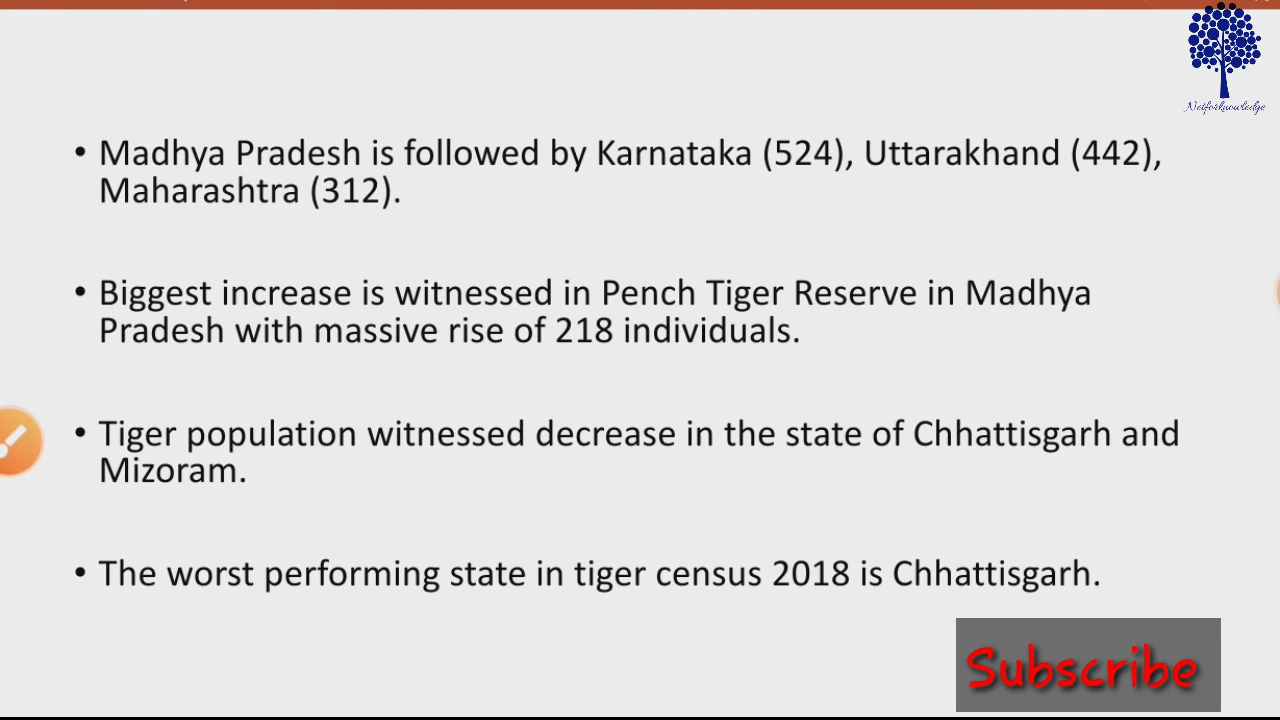 Netforknowledge
• Madhya Pradesh is followed by Karnataka (524), Uttarakhand (442),
Maharashtra (312).
• Biggest increase is witnessed in Pench Tiger Reserve in Madhya
Pradesh with massive rise of 218 individuals.
• Tiger population witnessed decrease in the state of Chhattisgarh and
Mizoram.
• The worst performing state in tiger census 2018 is Chhattisgarh.
Subscribe